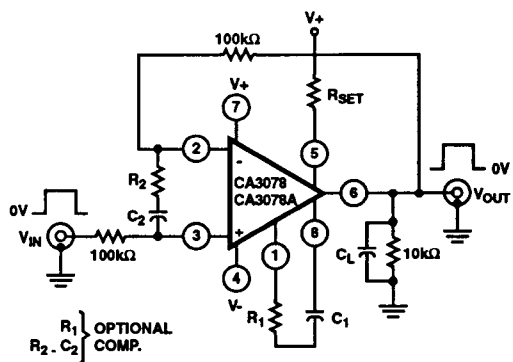 100kΩ
V+
V+
RSET
7
2
5
R2
-
CA3078
CA3078A
6
0V
0V
VOUT
C2
+
VIN
3
8
100kΩ
1
CL
10kΩ
4
V-
R1
C1
R1
R2 - C2
OPTIONAL
COMP.